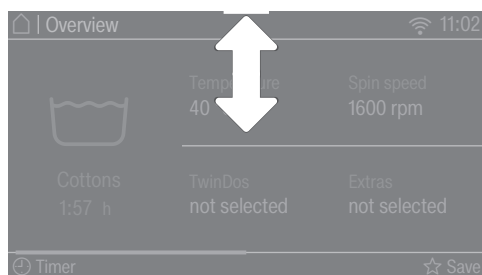 Overview 11:02
Temperature Spin speed
40 1600 rpm
Cottons TwinDos Extras
1:57 h not selected not selected
Timer Save